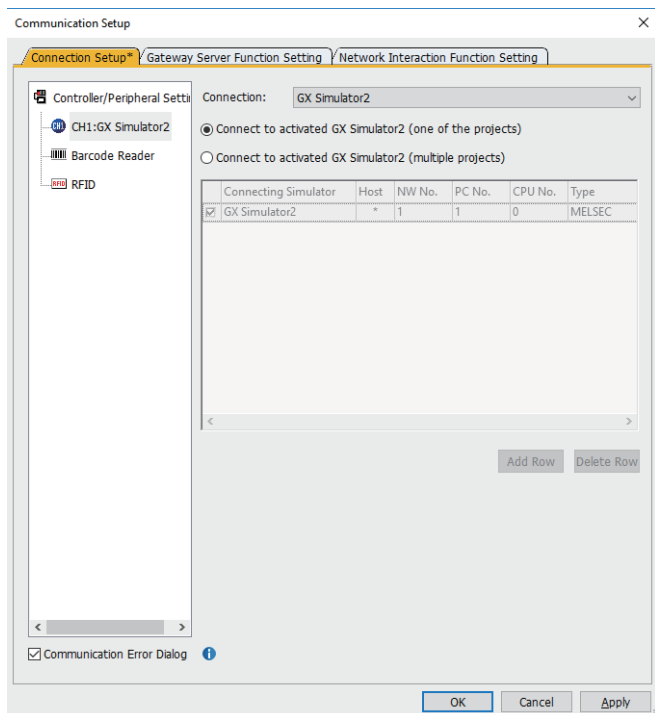 Communication Setup
Connection Setup* Gateway Server Function Setting Network Interaction Function Setting
Controller/Peripheral Settin
CH1 CH1:GX Simulator2
Barcode Reader
RFID RFID
Connection: GX Simulator2
Connect to activated GX Simulator2 (one of the projects)
Connect to activated GX Simulator2 (multiple projects)
Connecting Simulator Host NW No. PC No. CPU No. Type
GX Simulator2 * 1 1 0 MELSEC
Add Row Delete Row
Communication Error Dialog
OK Cancel Apply